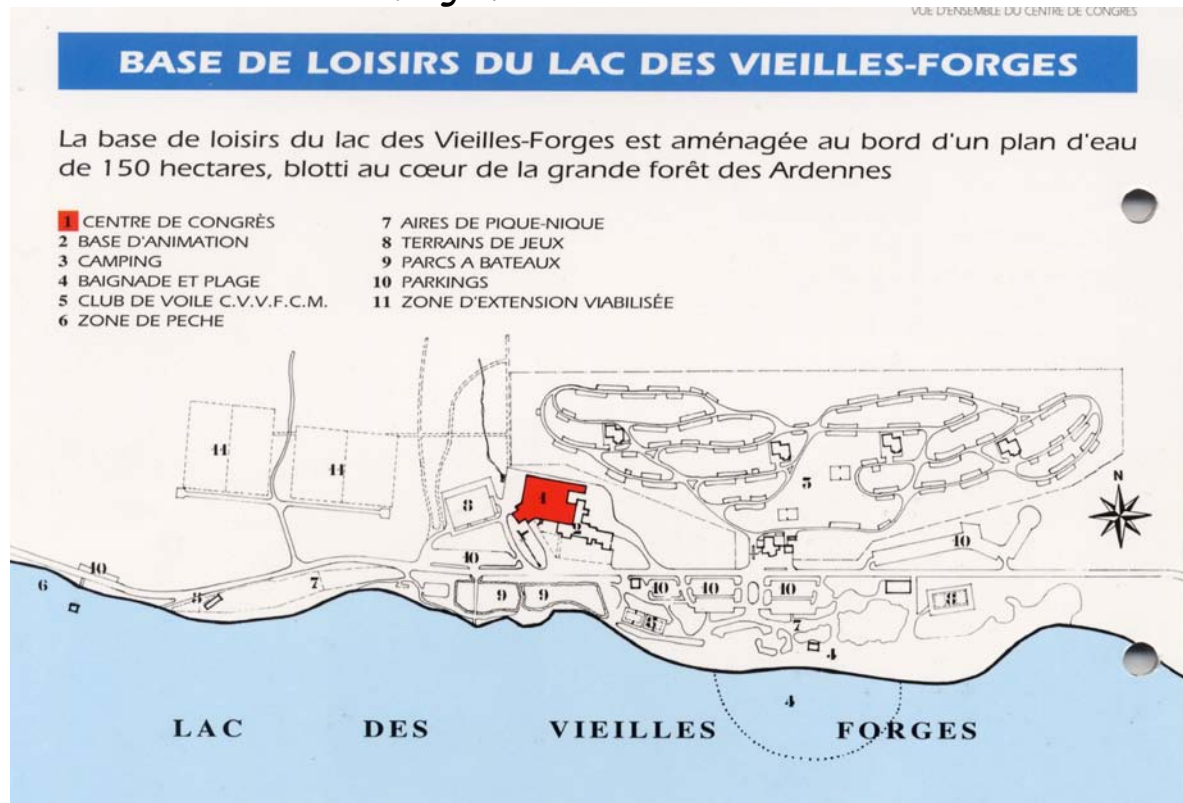 VUE D'ENSEMBLE DU CENTRE DE CONGRES
BASE DE LOISIRS DU LAC DES VIEILLES-FORGES
La base de loisirs du lac des Vieilles-Forges est aménagée au bord d'un plan d'eau
de 150 hectares, blotti au cœur de la grande forêt des Ardennes
1 CENTRE DE CONGRÈS
2 BASE D'ANIMATION
3 CAMPING
4 BAIGNADE ET PLAGE
5 CLUB DE VOILE C.V.V.F.C.M.
6 ZONE DE PECHE
7 AIRES DE PIQUE-NIQUE
8 TERRAINS DE JEUX
9 PARCS A BATEAUX
10 PARKINGS
11 ZONE D'EXTENSION VIABILISÉE
11
11
8
1
2
3
N
10
10
10
6
7
9
9
10
10
10
8
7
4
4
LAC DES VIEILLES FORGES